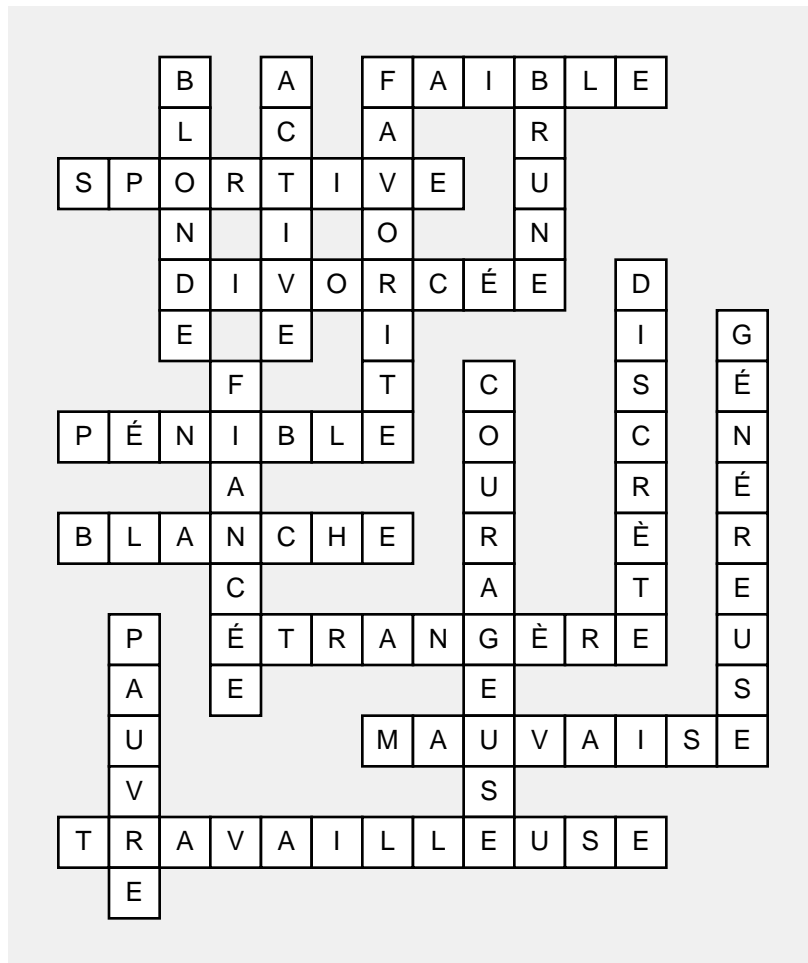 B A F A I B L E
L C A R
S P O R T I V E U
N I O N
D I V O R C É E D
E E I I G
F T C S É
P É N I B L E O C N
A U R É
B L A N C H E R È R
C A T E
P É T R A N G È R E U
A E E S
U M A U V A I S E
V S
T R A V A I L L E U S E
E